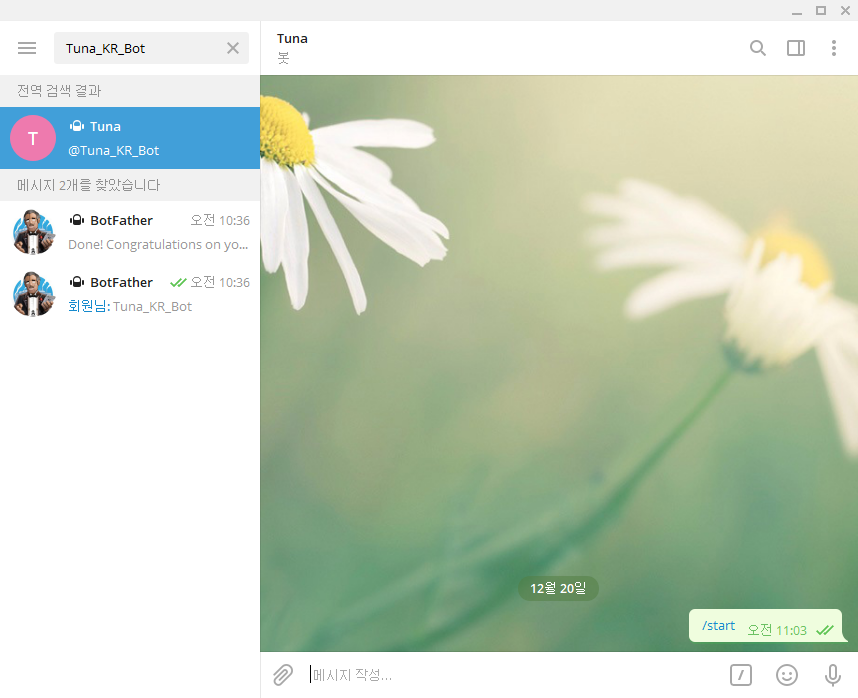 Tuna_KR_Bot
전역 검색 결과
T
Tuna
@Tuna_KR_Bot
메시지 2개를 찾았습니다
BotFather 오전 10:36
Done! Congratulations on yo...
BotFather 오전 10:36
회원님: Tuna_KR_Bot
Tuna
봇
12월 20일
/start 오전 11:03
메시지 작성...